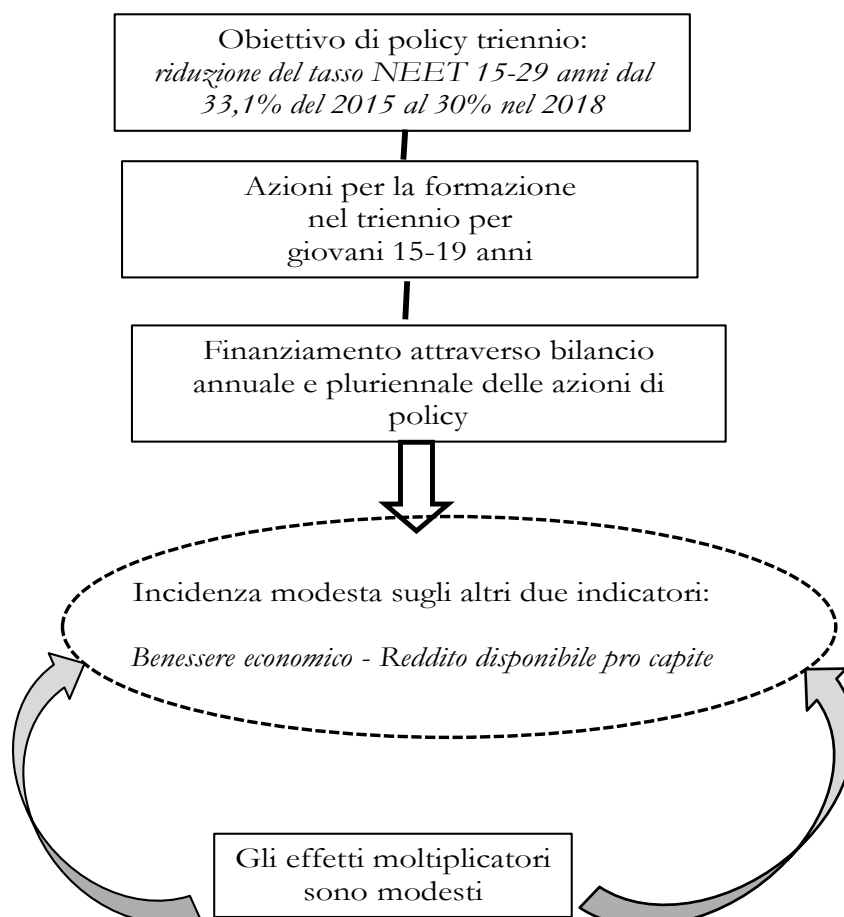 Obiettivo di policy triennio:
riduzione del tasso NEET 15-29 anni dal
33,1% del 2015 al 30% nel 2018
Azioni per la formazione
nel triennio per
giovani 15-19 anni
Finanziamento attraverso bilancio
annuale e pluriennale delle azioni di
policy
Incidenza modesta sugli altri due indicatori:
Benessere economico - Reddito disponibile pro capite
Gli effetti moltiplicatori
sono modesti